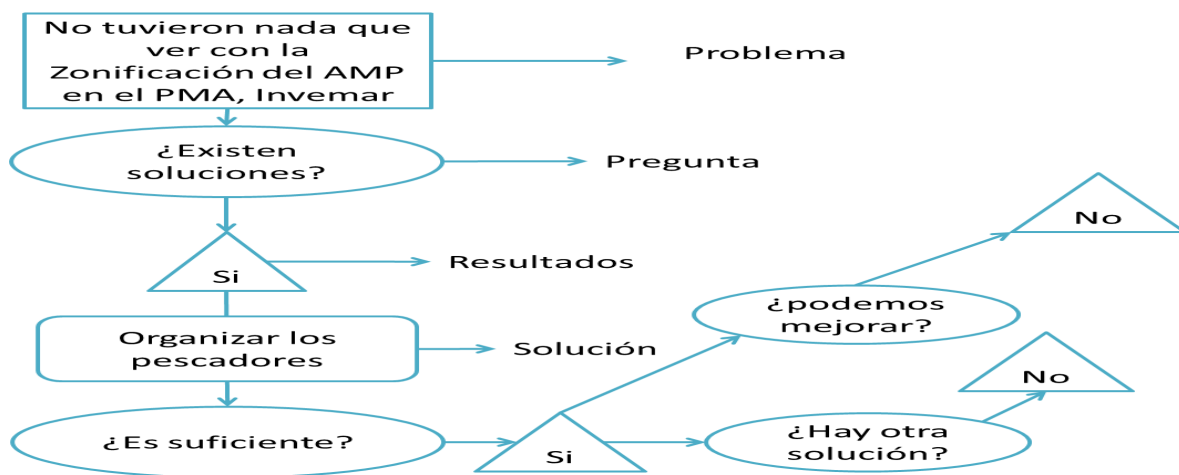 No tuvieron nada que
ver con la
Zonificación del AMP
en el PMA, Invemar
Problema
¿Existen
soluciones?
Pregunta
Si
Resultados
No
Organizar los
pescadores
Solución
¿podemos
mejorar?
No
¿Es suficiente?
Si
¿Hay otra
solución?